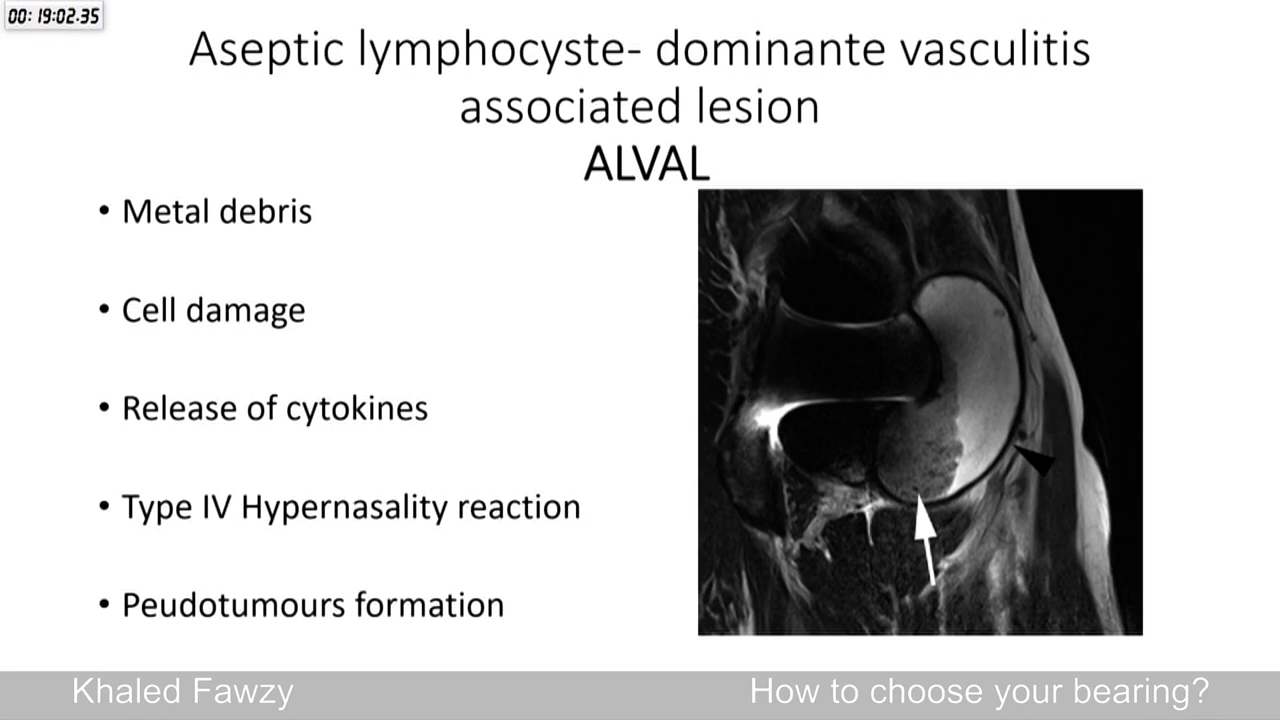 00: 19:02.35
Aseptic lymphocyste- dominante vasculitis
associated lesion
ALVAL
• Metal debris
• Cell damage
• Release of cytokines
• Type IV Hypernasality reaction
• Peudotumours formation
Khaled Fawzy
How to choose your bearing?